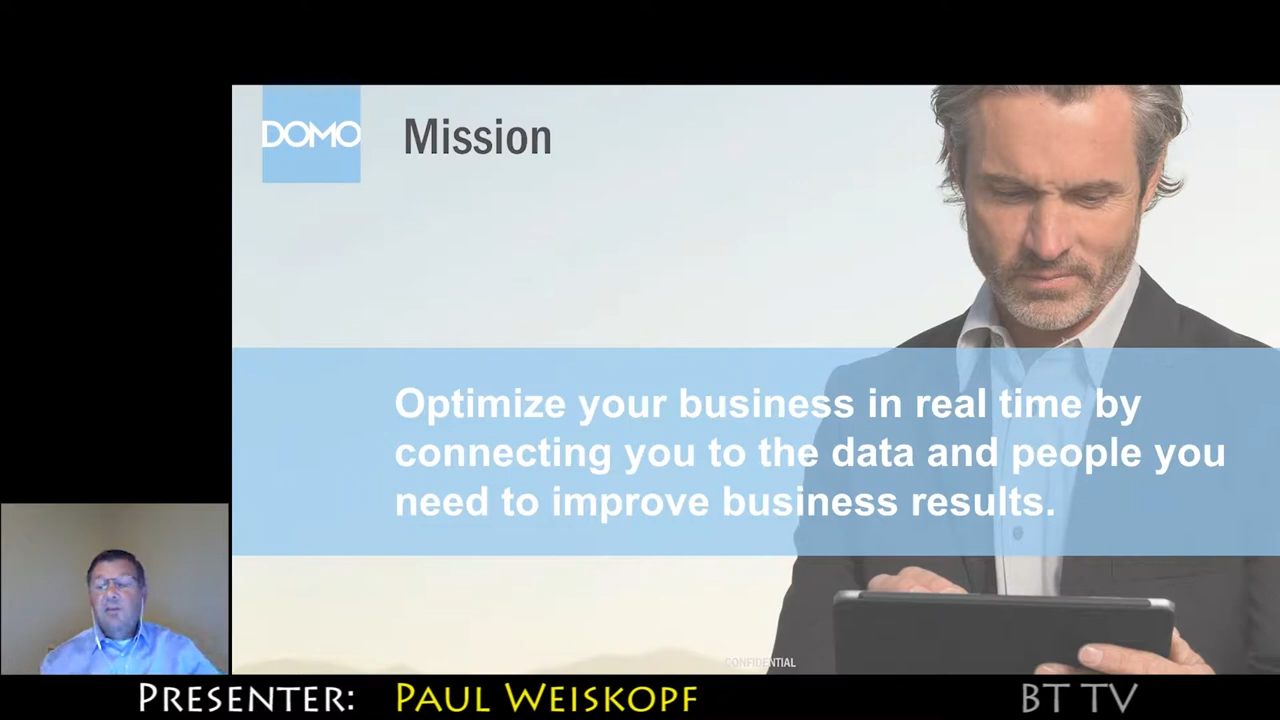 DOMO
Mission
Optimize your business in real time by
connecting you to the data and people you
need to improve business results.
CONFIDENTIAL
PRESENTER: PAUL WEISKOPF
BT TV